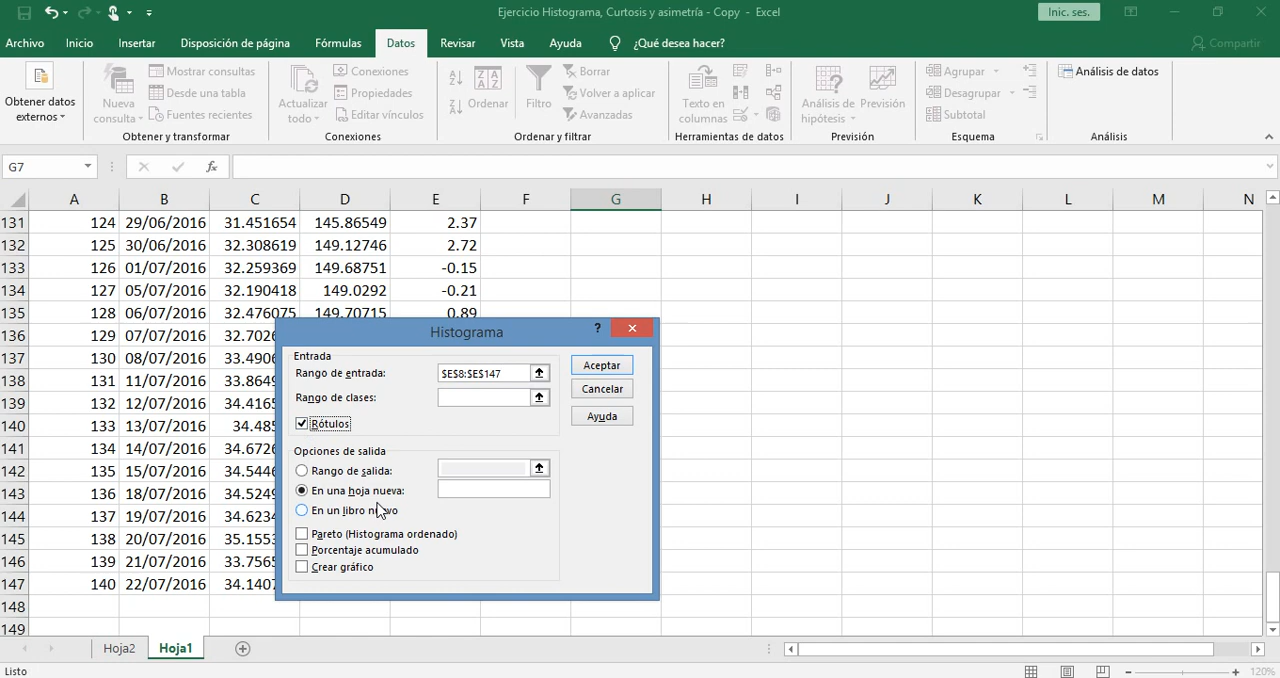 Ejercicio Histograma, Curtosis y asimetría - Copy - Excel
Inic. ses.
Archivo Inicio Insertar Disposición de página Fórmulas Datos Revisar Vista Ayuda ¿Qué desea hacer? Compartir
Obtener datos externos
Nueva consulta
Mostrar consultas
Desde una tabla
Fuentes recientes
Obtener y transformar
Actualizar todo
Conexiones
Propiedades
Editar vínculos
Conexiones
Ordenar
Filtro
Borrar
Volver a aplicar
Avanzadas
Ordenar y filtrar
Texto en columnas
Herramientas de datos
Análisis de hipótesis
Previsión
Previsión
Agrupar
Desagrupar
Subtotal
Esquema
Análisis de datos
Análisis
G7 fx
A B C D E F G H I J K L M N
131 124 29/06/2016 31.451654 145.86549 2.37
132 125 30/06/2016 32.308619 149.12746 2.72
133 126 01/07/2016 32.259369 149.68751 -0.15
134 127 05/07/2016 32.190418 149.0292 -0.21
135 128 06/07/2016 32.476075 149.70715 0.89
136 129 07/07/2016 32.7026
137 130 08/07/2016 33.4906
138 131 11/07/2016 33.8649
139 132 12/07/2016 34.4165
140 133 13/07/2016 34.485
141 134 14/07/2016 34.6726
142 135 15/07/2016 34.5446
143 136 18/07/2016 34.5249
144 137 19/07/2016 34.6234
145 138 20/07/2016 35.1553
146 139 21/07/2016 33.7565
147 140 22/07/2016 34.1407
148
149
Histograma ?
Entrada
Rango de entrada: $E$8:$E$147
Rango de clases:
Rótulos
Aceptar
Cancelar
Ayuda
Opciones de salida
Rango de salida:
En una hoja nueva:
En un libro nuevo
Pareto (Histograma ordenado)
Porcentaje acumulado
Crear gráfico
Hoja2 Hoja1
Listo 120%